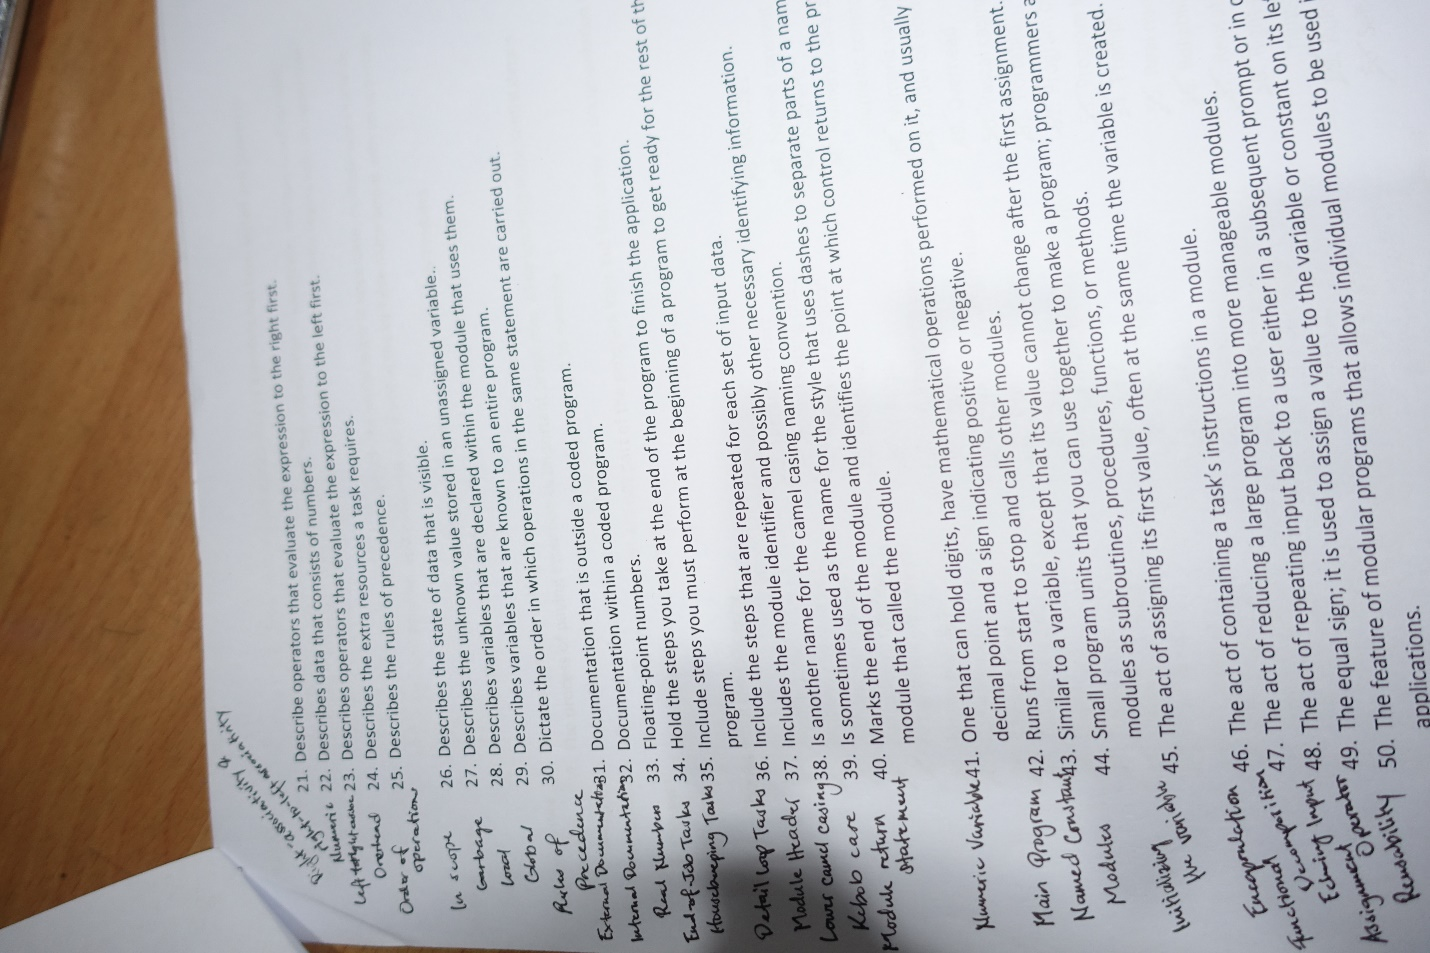 Right associativity or
right-to-left associativity 21. Describe operators that evaluate the expression to the right first.
Numeric 22. Describes data that consists of numbers.
Left to right asso 23. Describes operators that evaluate the expression to the left first.
Overhead 24. Describes the extra resources a task requires.
Order of operations 25. Describes the rules of precedence.
In scope 26. Describes the state of data that is visible.
Garbage 27. Describes the unknown value stored in an unassigned variable..
Local 28. Describes variables that are declared within the module that uses them.
Global 29. Describes variables that are known to an entire program.
Rules of Precedence 30. Dictate the order in which operations in the same statement are carried out.
External Documentation 31. Documentation that is outside a coded program.
Internal Documentation 32. Documentation within a coded program.
Real Number 33. Floating-point numbers.
End-of-Job Tasks 34. Hold the steps you take at the end of the program to finish the application.
Housekeeping Tasks 35. Include steps you must perform at the beginning of a program to get ready for the rest of the
program.
Detail loop Tasks 36. Include the steps that are repeated for each set of input data.
Module Header 37. Includes the module identifier and possibly other necessary identifying information.
Lower camel casing 38. Is another name for the camel casing naming convention.
Kebob case 39. Is sometimes used as the name for the style that uses dashes to separate parts of a nam
Module return statement 40. Marks the end of the module and identifies the point at which control returns to the pr
module that called the module.
Numeric Variable 41. One that can hold digits, have mathematical operations performed on it, and usually
decimal point and a sign indicating positive or negative.
Main Program 42. Runs from start to stop and calls other modules.
Named Constant 43. Similar to a variable, except that its value cannot change after the first assignment.
Modules 44. Small program units that you can use together to make a program; programmers a
modules as subroutines, procedures, functions, or methods.
Initializing the variable 45. The act of assigning its first value, often at the same time the variable is created.
Encapsulation 46. The act of containing a task's instructions in a module.
Functional Decomposition 47. The act of reducing a large program into more manageable modules.
Echoing Input 48. The act of repeating input back to a user either in a subsequent prompt or in
Assignment Operator 49. The equal sign; it is used to assign a value to the variable or constant on its le
Reusability 50. The feature of modular programs that allows individual modules to be used i
applications.